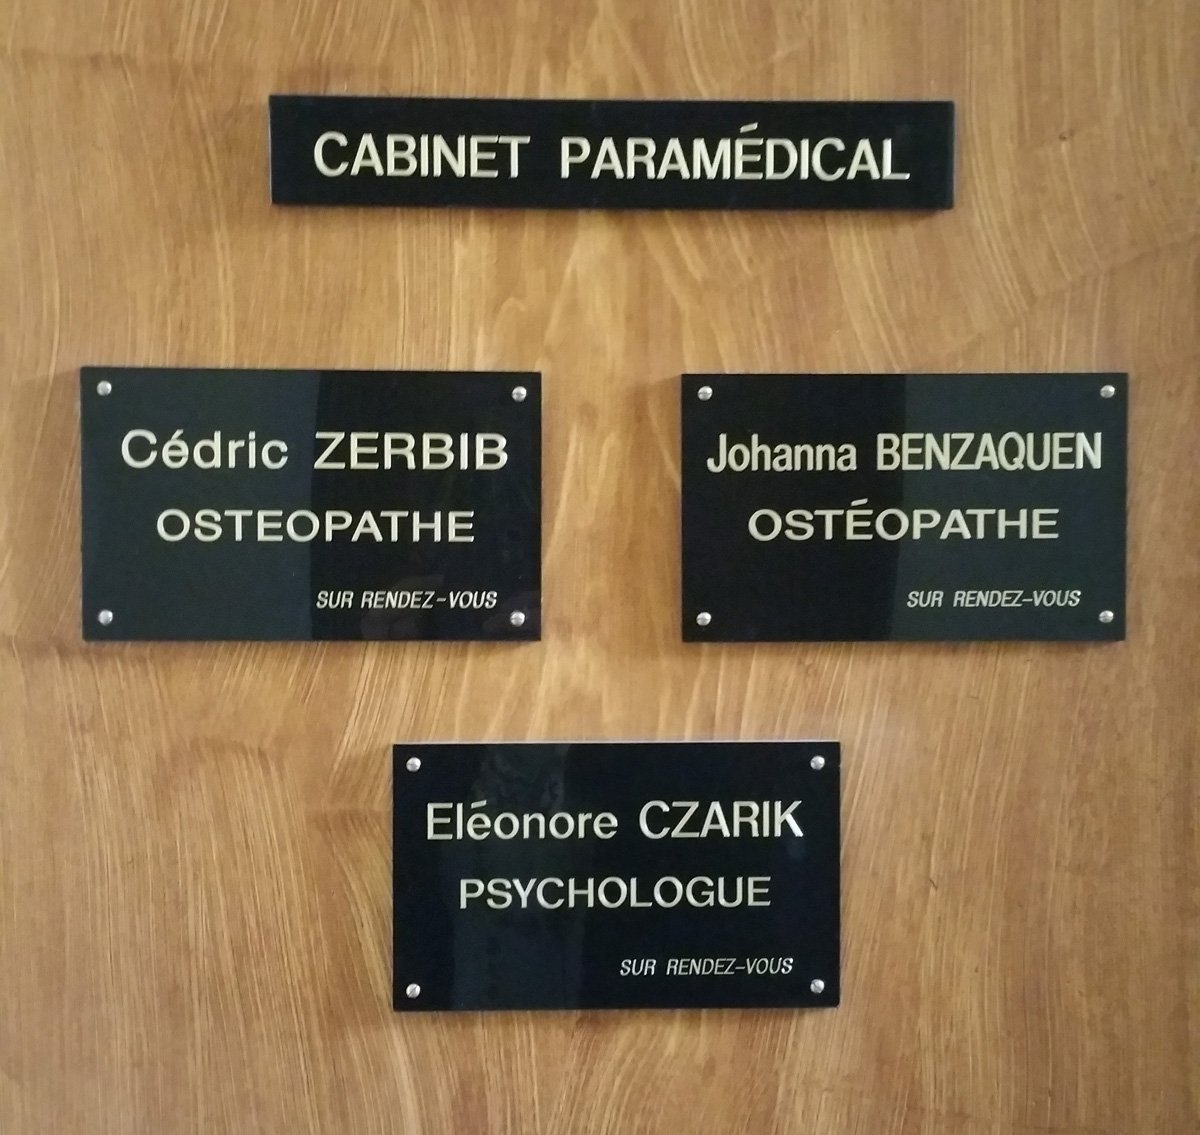 CABINET PARAMÉDICAL
Cédric ZERBIB
OSTEOPATHE
SUR RENDEZ-VOUS
Johanna BENZAQUEN
OSTÉOPATHE
SUR RENDEZ-VOUS
Eléonore CZARIK
PSYCHOLOGUE
SUR RENDEZ-VOUS